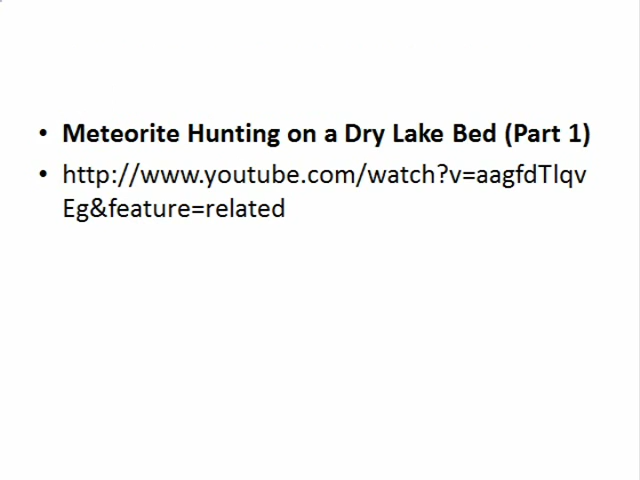 • Meteorite Hunting on a Dry Lake Bed (Part 1)
• http://www.youtube.com/watch?v=aagfdTlqv
Eg&feature=related